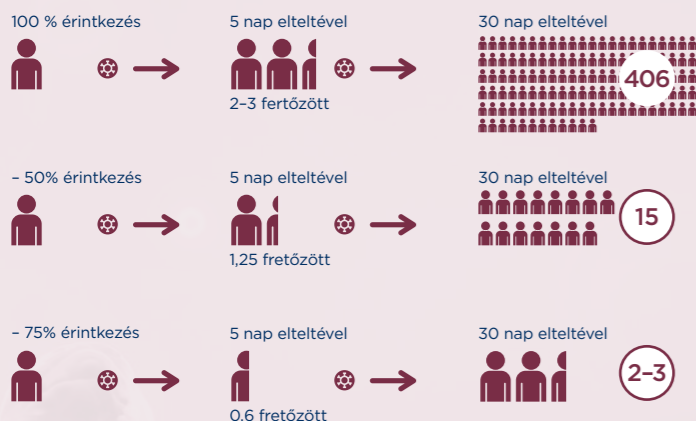 100 % érintkezés
5 nap elteltével
30 nap elteltével
406
2–3 fertőzött
– 50% érintkezés
5 nap elteltével
30 nap elteltével
15
1,25 fretőzött
– 75% érintkezés
5 nap elteltével
30 nap elteltével
2–3
0,6 fretőzött